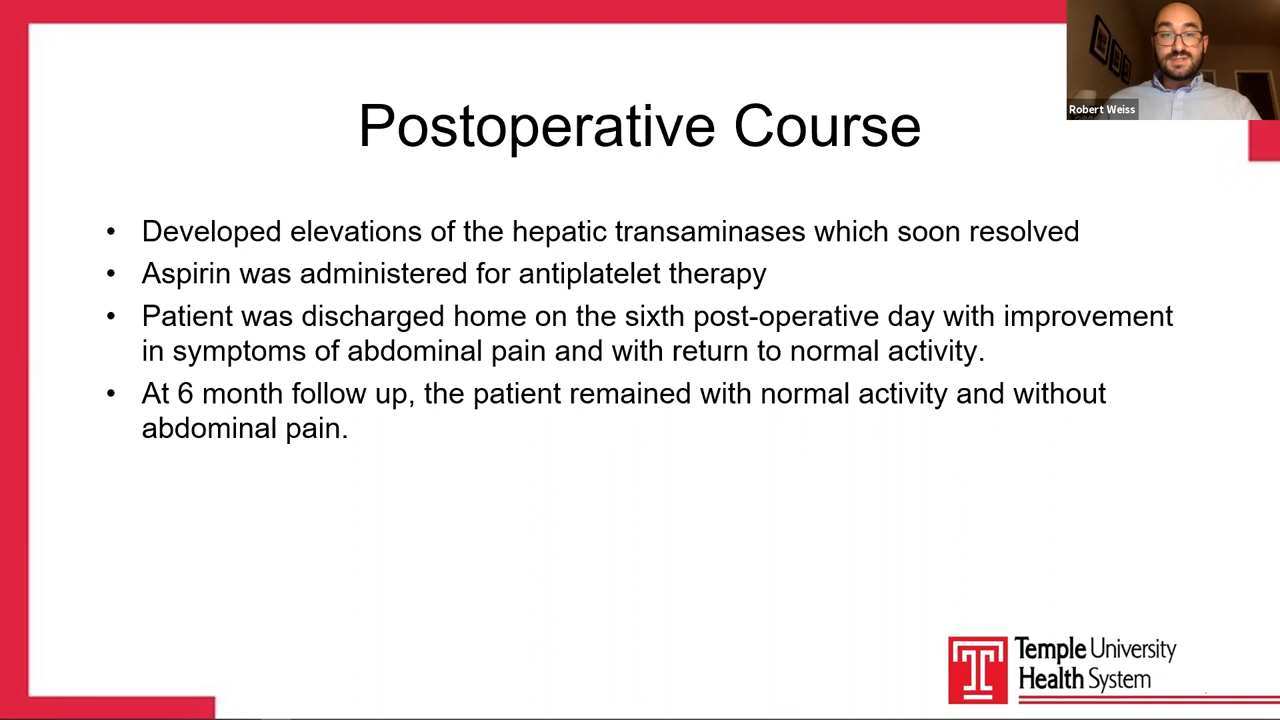 Robert Weiss
Postoperative Course
• Developed elevations of the hepatic transaminases which soon resolved
• Aspirin was administered for antiplatelet therapy
• Patient was discharged home on the sixth post-operative day with improvement
in symptoms of abdominal pain and with return to normal activity.
• At 6 month follow up, the patient remained with normal activity and without
abdominal pain.
T
Temple University
Health System